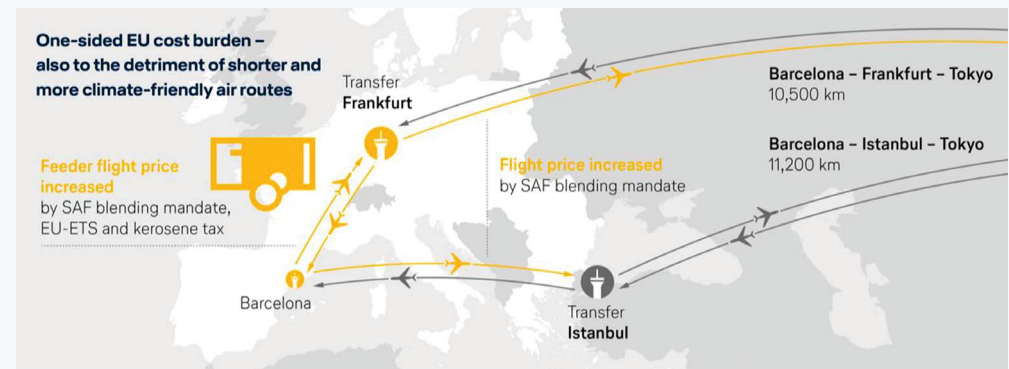 One-sided EU cost burden –
also to the detriment of shorter and
more climate-friendly air routes
Transfer
Frankfurt
Barcelona – Frankfurt – Tokyo
10,500 km
Barcelona – Istanbul – Tokyo
11,200 km
Feeder flight price
increased
by SAF blending mandate,
EU-ETS and kerosene tax
Flight price increased
by SAF blending mandate
Barcelona
Transfer
Istanbul